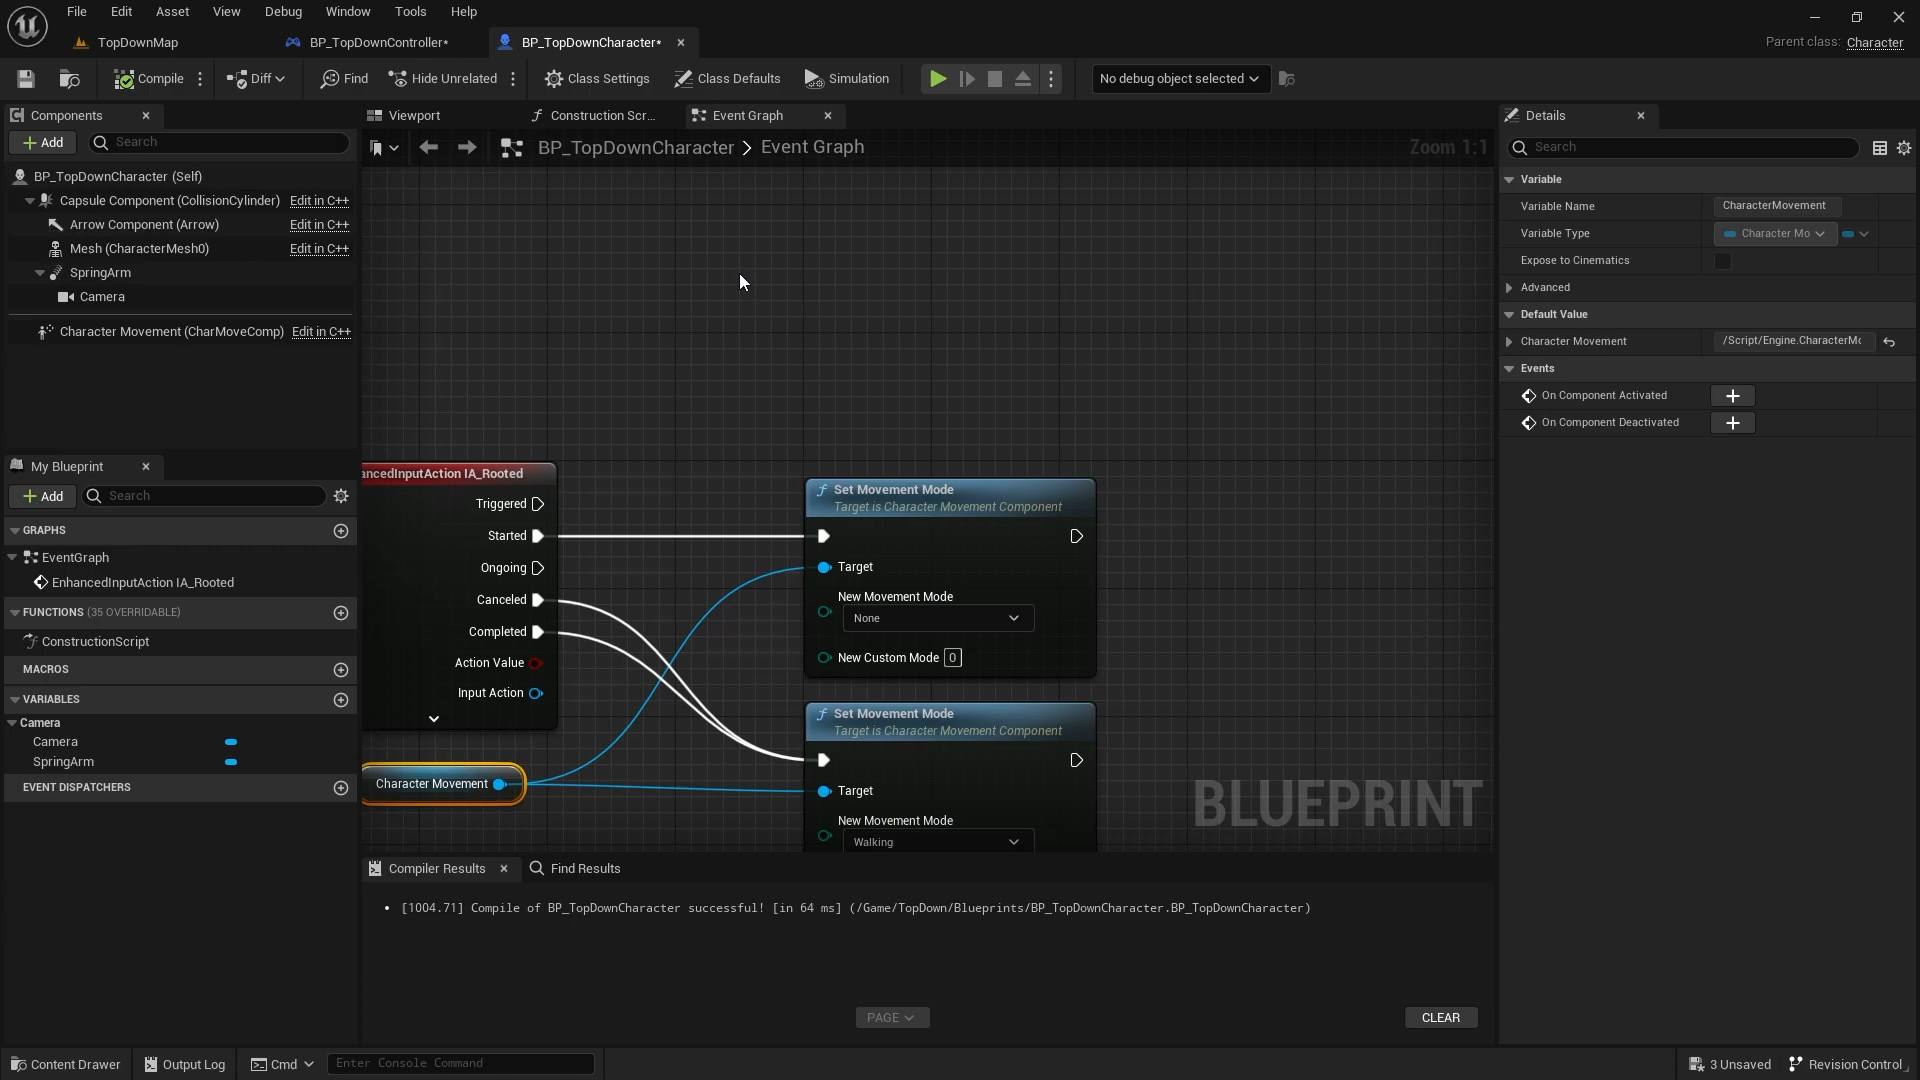 File Edit Asset View Debug Window Tools Help
TopDownMap BP_TopDownController* BP_TopDownCharacter*
Parent class: Character
Compile Diff Find Hide Unrelated Class Settings Class Defaults Simulation No debug object selected
Components
Add Search
BP_TopDownCharacter (Self)
Capsule Component (CollisionCylinder) Edit in C++
Arrow Component (Arrow) Edit in C++
Mesh (CharacterMesh0) Edit in C++
SpringArm
Camera
Character Movement (CharMoveComp) Edit in C++
My Blueprint
Add Search
GRAPHS
EventGraph
EnhancedInputAction IA_Rooted
FUNCTIONS (35 OVERRIDABLE)
ConstructionScript
MACROS
VARIABLES
Camera
Camera
SpringArm
EVENT DISPATCHERS
Viewport Construction Scr... Event Graph
BP_TopDownCharacter > Event Graph
Zoom 1:1
ancedInputAction IA_Rooted
Triggered
Started
Ongoing
Canceled
Completed
Action Value
Input Action
Character Movement
Set Movement Mode
Target is Character Movement Component
Target
New Movement Mode
None
New Custom Mode 0
Set Movement Mode
Target is Character Movement Component
Target
New Movement Mode
Walking
BLUEPRINT
Compiler Results Find Results
• [1004.71] Compile of BP_TopDownCharacter successful! [in 64 ms] (/Game/TopDown/Blueprints/BP_TopDownCharacter.BP_TopDownCharacter)
PAGE
CLEAR
Details
Search
Variable
Variable Name CharacterMovement
Variable Type Character Mo
Expose to Cinematics
Advanced
Default Value
Character Movement /Script/Engine.CharacterMo
Events
On Component Activated
On Component Deactivated
Content Drawer Output Log Cmd Enter Console Command 3 Unsaved Revision Control